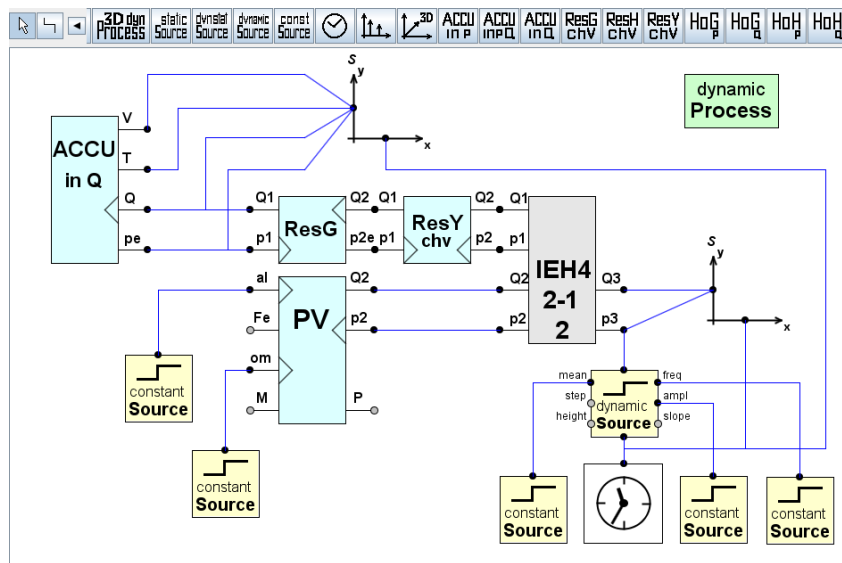 3D dyn Process static Source dynstat Source dynamic Source const Source 3D ACCU in P ACCU inPQ ACCU in Q ResG chV ResH chV ResY chV HoG P HoG Q HoH P HoH
dynamic
Process
S
y
x
V
ACCU
T
in Q
Q
pe
Q1 Q2 Q1 Q2 Q1
ResG
ResY
chv
p1 p2e p1 p2 p1
IEH4
2-1
2
al Q2 Q2 Q3
PV
Fe p2 p2 p3
om
M P
S
y
x
constant
Source
constant
Source
mean freq
step ampl
height slope
dynamic
Source
constant
Source
constant
Source
constant
Source